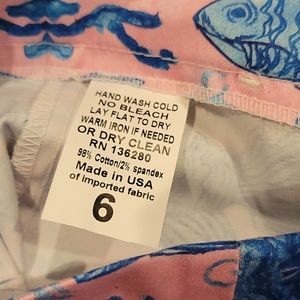 HAND WASH COLD
NO BLEACH
LAY FLAT TO DRY
WARM IRON IF NEEDED
OR DRY CLEAN
RN 136280
98% Cotton/2% spandex
Made in USA
of imported fabric
6